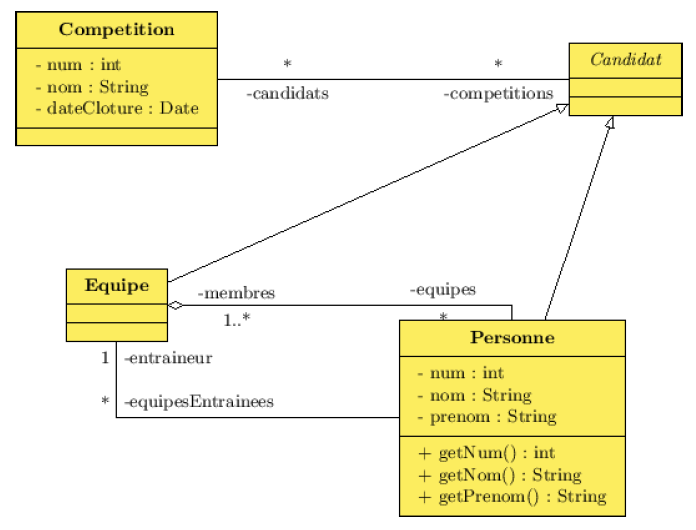 Competition
- num : int
- nom : String
- dateCloture : Date
*
*
-candidats
-competitions
Candidat
Equipe
-membres
-equipes
1..*
*
1
-entraineur
*
-equipesEntrainees
Personne
- num : int
- nom : String
- prenom : String
+ getNum() : int
+ getNom() : String
+ getPrenom() : String